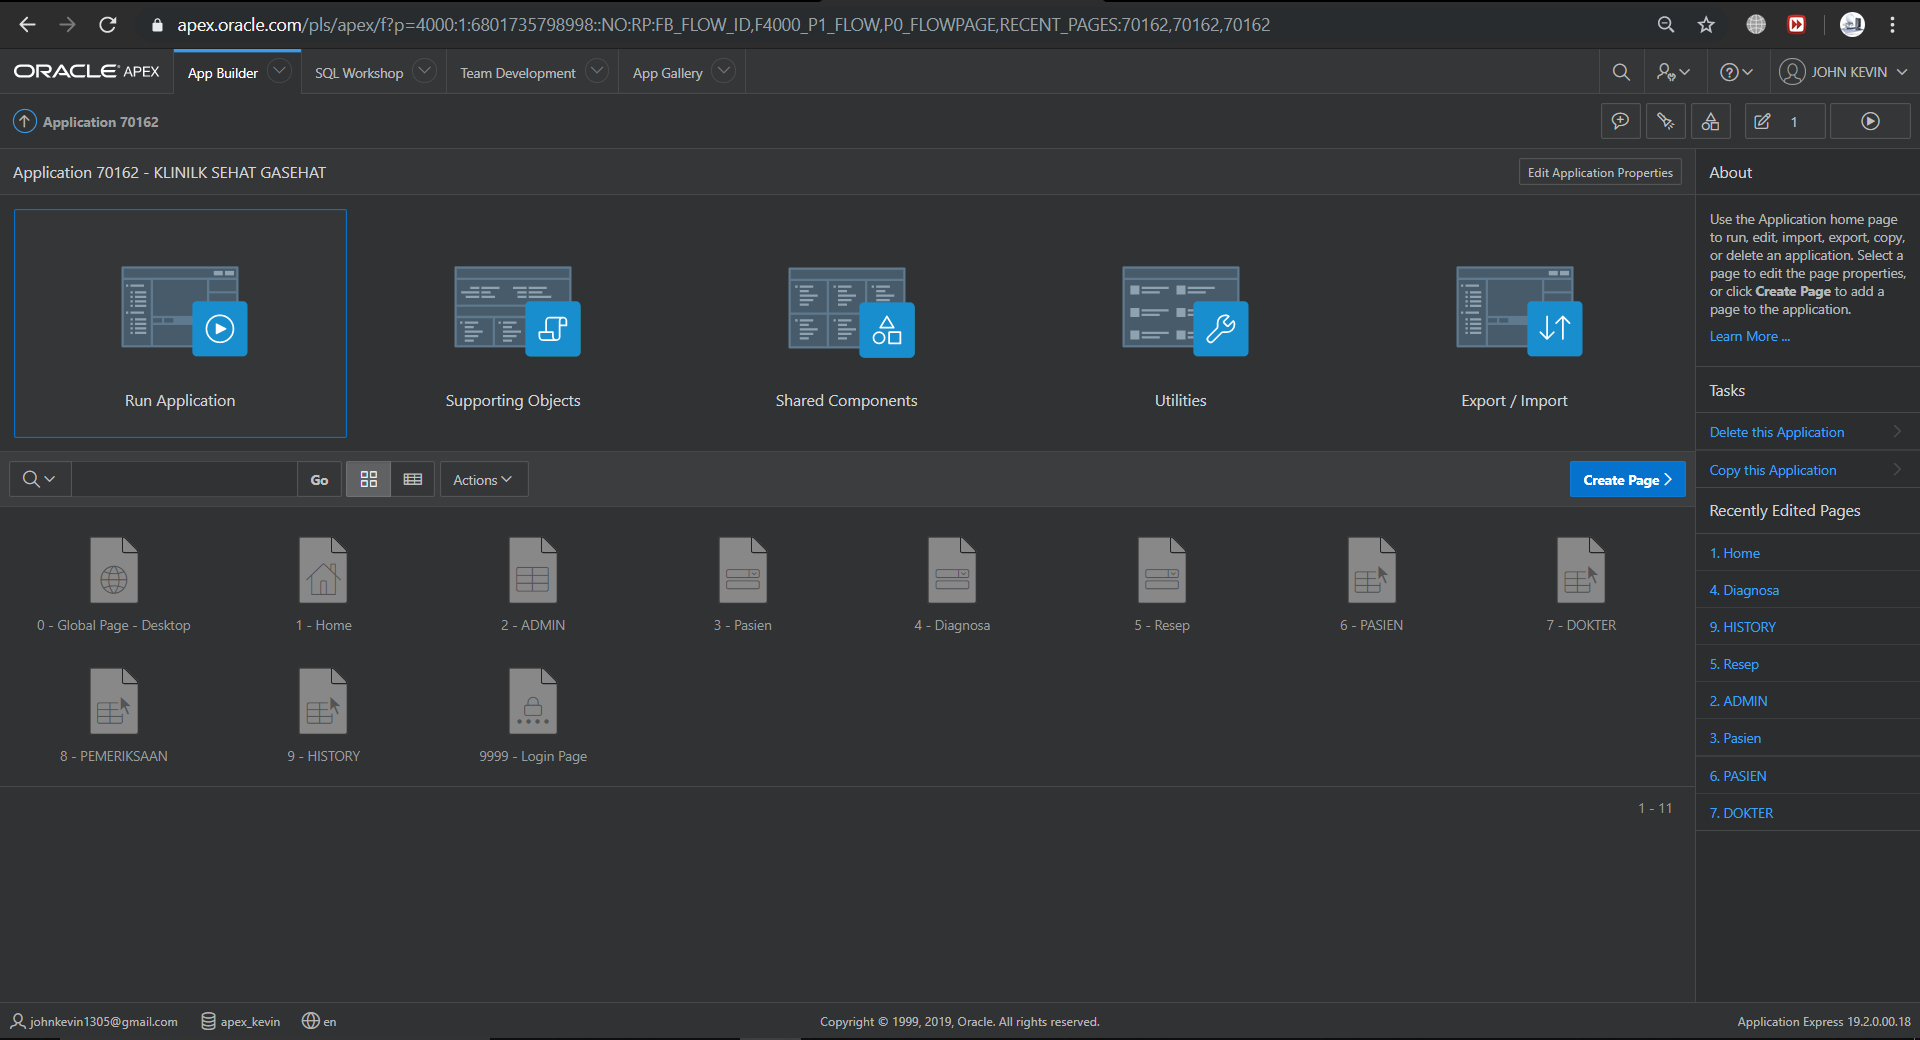 apex.oracle.com/pls/apex/f?p=4000:1:6801735798998::NO:RP:FB_FLOW_ID,F4000_P1_FLOW,P0_FLOWPAGE,RECENT_PAGES:70162,70162,70162
ORACLE APEX App Builder SQL Workshop Team Development App Gallery JOHN KEVIN
Application 70162 1
Application 70162 - KLINILK SEHAT GASEHAT Edit Application Properties
Run Application Supporting Objects Shared Components Utilities Export / Import
Go Actions Create Page
0 - Global Page - Desktop 1 - Home 2 - ADMIN 3 - Pasien 4 - Diagnosa 5 - Resep 6 - PASIEN 7 - DOKTER
8 - PEMERIKSAAN 9 - HISTORY 9999 - Login Page
1 - 11
About
Use the Application home page
to run, edit, import, export, copy,
or delete an application. Select a
page to edit the page properties,
or click Create Page to add a
page to the application.
Learn More ...
Tasks
Delete this Application
Copy this Application
Recently Edited Pages
1. Home
4. Diagnosa
9. HISTORY
5. Resep
2. ADMIN
3. Pasien
6. PASIEN
7. DOKTER
johnkevin1305@gmail.com apex_kevin en Copyright © 1999, 2019, Oracle. All rights reserved. Application Express 19.2.0.00.18